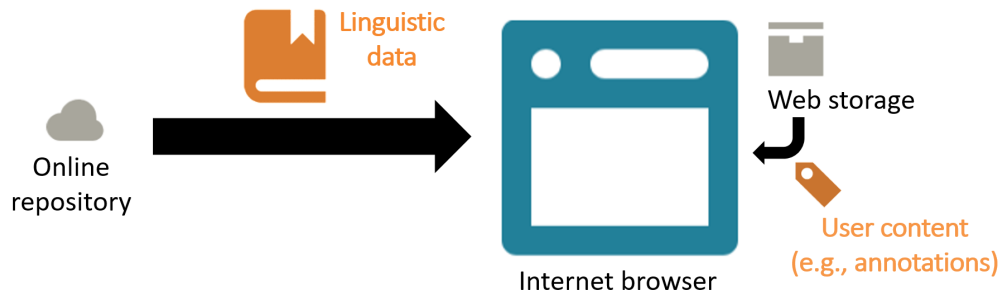 Linguistic
data
Online
repository
Internet browser
Web storage
User content
(e.g., annotations)